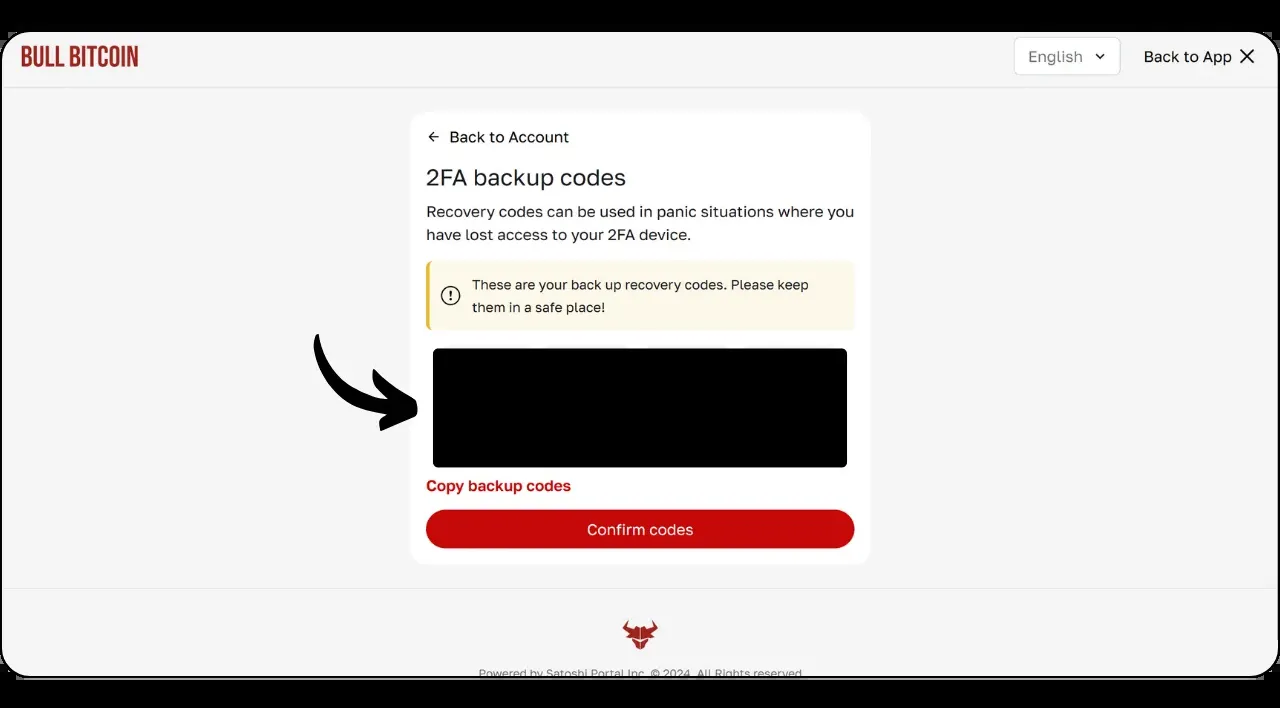 BULL BITCOIN
English
Back to App
Back to Account
2FA backup codes
Recovery codes can be used in panic situations where you
have lost access to your 2FA device.
These are your back up recovery codes. Please keep
them in a safe place!
Copy backup codes
Confirm codes
Powered by Satoshi Portal Inc. © 2024. All Rights reserved